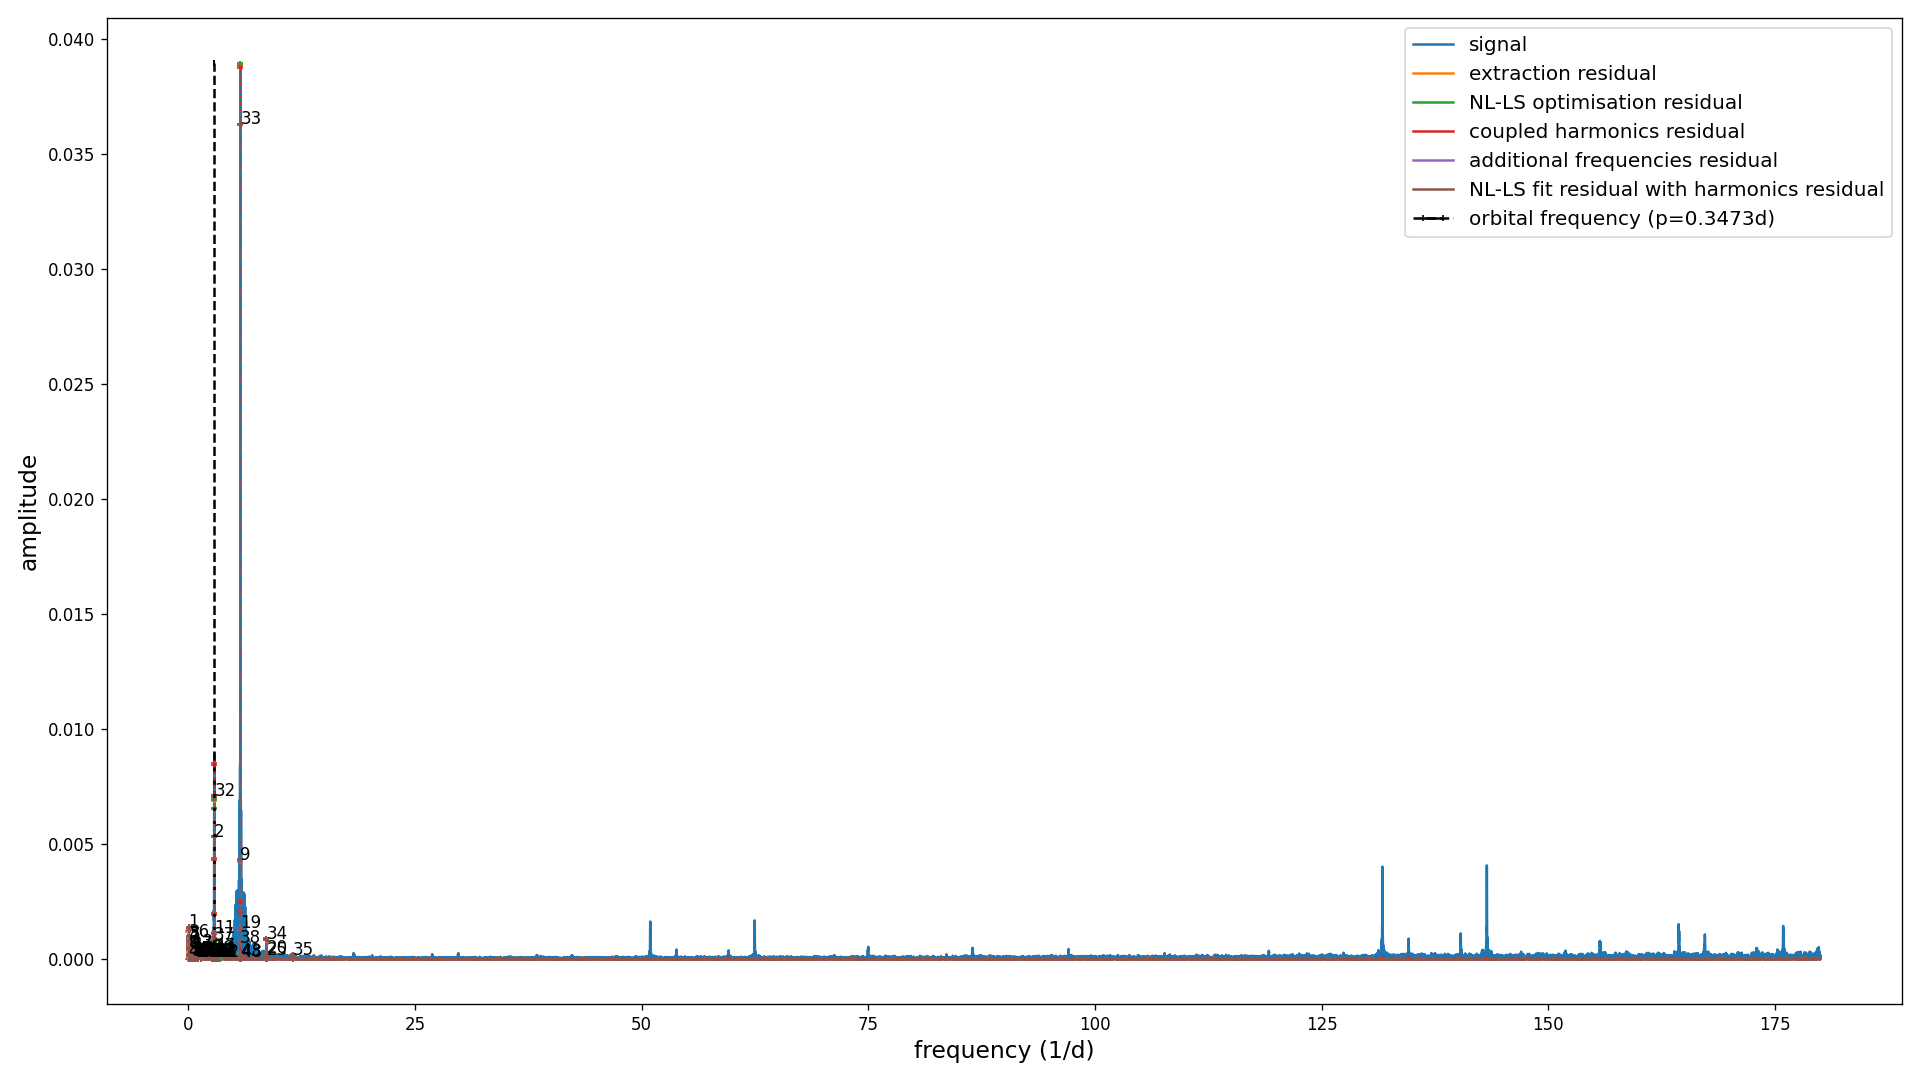 0.040
0.035
0.030
0.025
0.020
0.015
0.010
0.005
0.000
amplitude
signal
extraction residual
NL-LS optimisation residual
coupled harmonics residual
additional frequencies residual
NL-LS fit residual with harmonics residual
orbital frequency (p=0.3473d)
33
32
2
9
1
19
34
38
35
0
25
50
75
100
125
150
175
frequency (1/d)